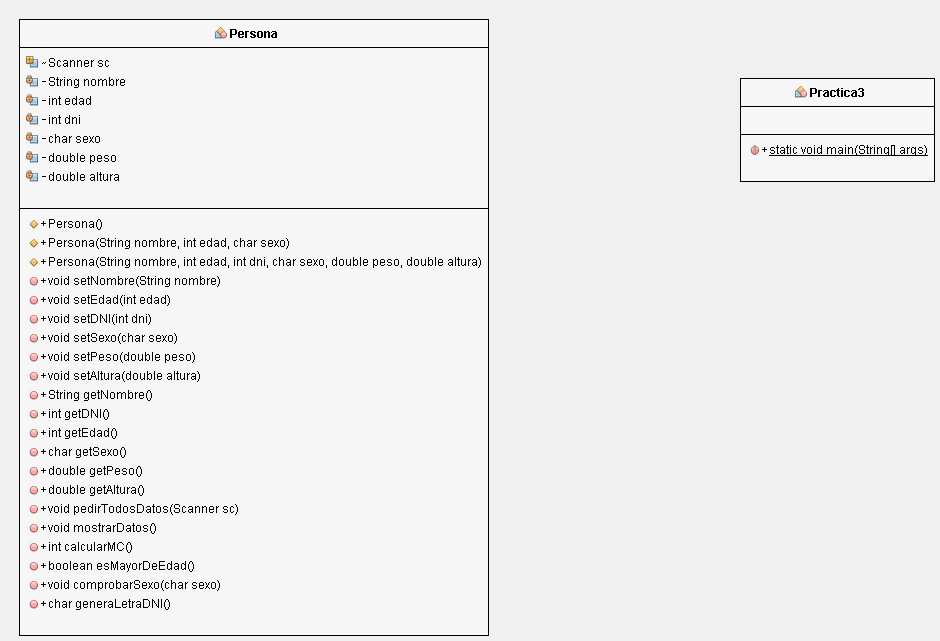 Persona
~Scanner sc
-String nombre
-int edad
-int dni
-char sexo
-double peso
-double altura
+Persona()
+Persona(String nombre, int edad, char sexo)
+Persona(String nombre, int edad, int dni, char sexo, double peso, double altura)
+void setNombre(String nombre)
+void setEdad(int edad)
+void setDNI(int dni)
+void setSexo(char sexo)
+void setPeso(double peso)
+void setAltura(double altura)
+String getNombre()
+int getDNI()
+int getEdad()
+char getSexo()
+double getPeso()
+double getAltura()
+void pedirTodosDatos(Scanner sc)
+void mostrarDatos()
+int calcularMC()
+boolean esMayorDeEdad()
+void comprobarSexo(char sexo)
+char generaLetraDNI()
Practica3
+static void main(String[] args)